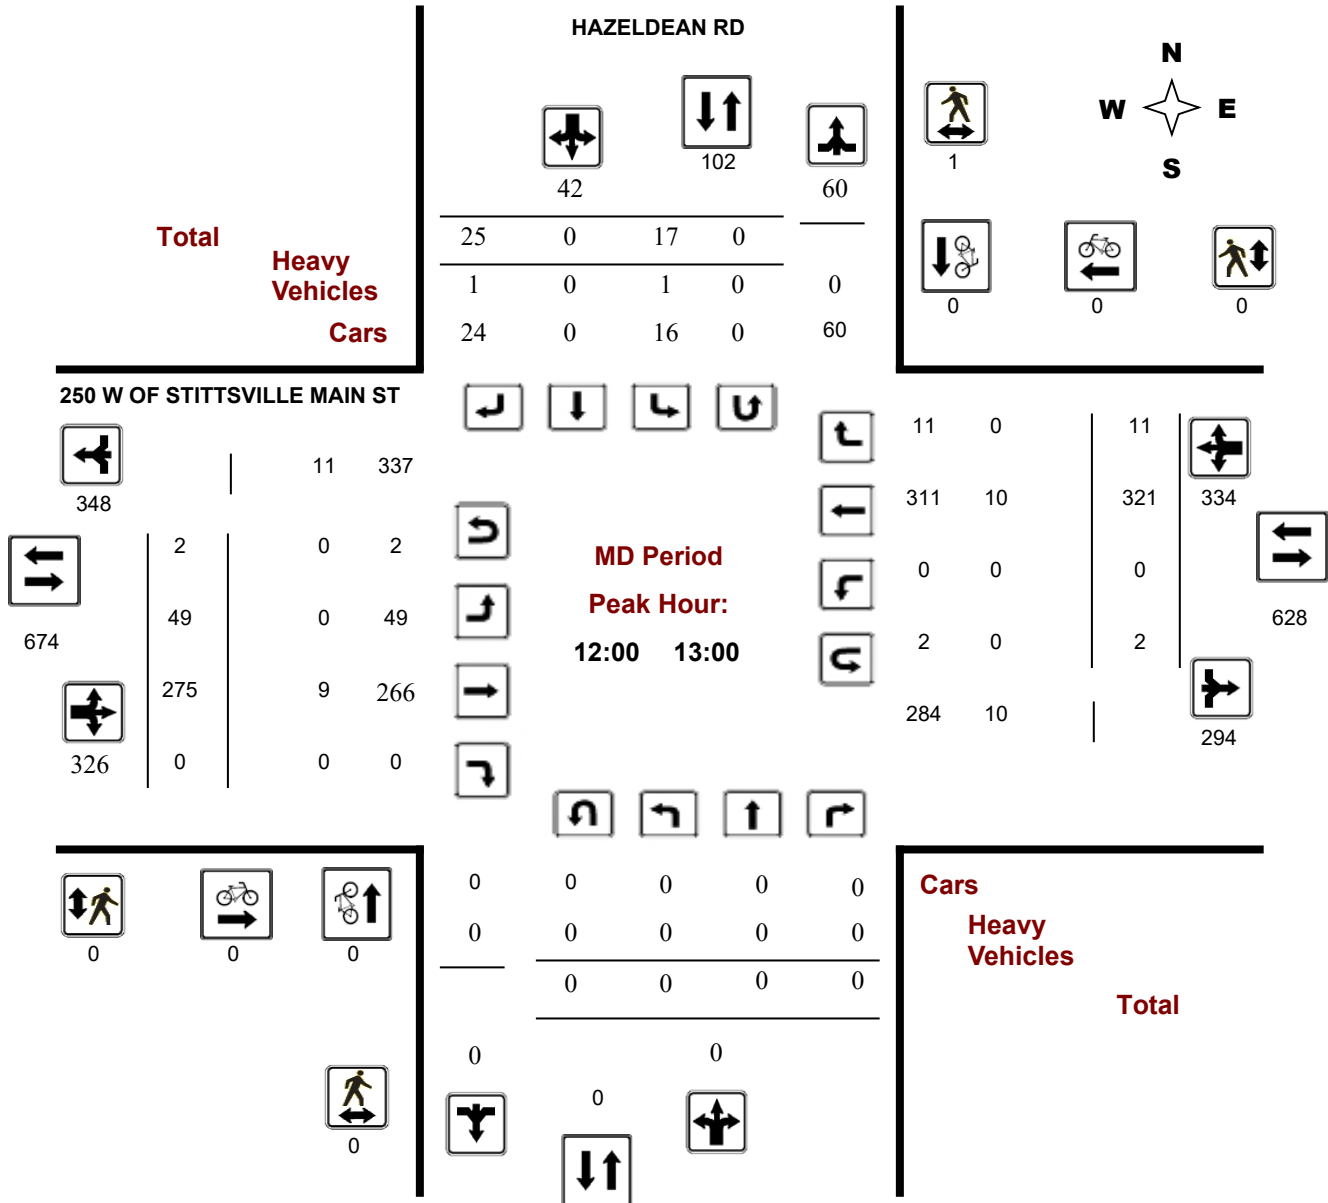 HAZELDEAN RD
N
W E
S
102
1
42 60
Total
25 0 17 0
Heavy
Vehicles
1 0 1 0 0
0 0 0
Cars
24 0 16 0 60
250 W OF STITTSVILLE MAIN ST
11 0 11
11 337
348
311 10 321 334
2 0 2
MD Period
0 0 0
Peak Hour:
49 0 49
628
674
12:00 13:00
2 0 2
275 9 266
284 10
294
326 0 0 0
0 0 0 0 0
Cars
0 0 0 0 0
Heavy
Vehicles
0 0 0
0 0 0 0
Total
0 0
0
0